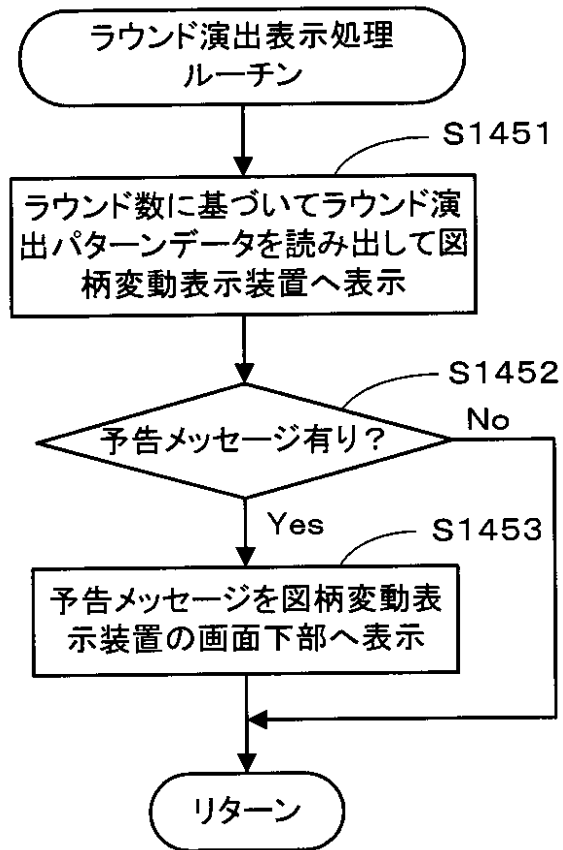 ラウンド演出表示処理
ルーチン
S1451
ラウンド数に基づいてラウンド演
出パターンデータを読み出して図
柄変動表示装置へ表示
S1452
予告メッセージ有り?
No
Yes
S1453
予告メッセージを図柄変動表
示装置の画面下部へ表示
リターン